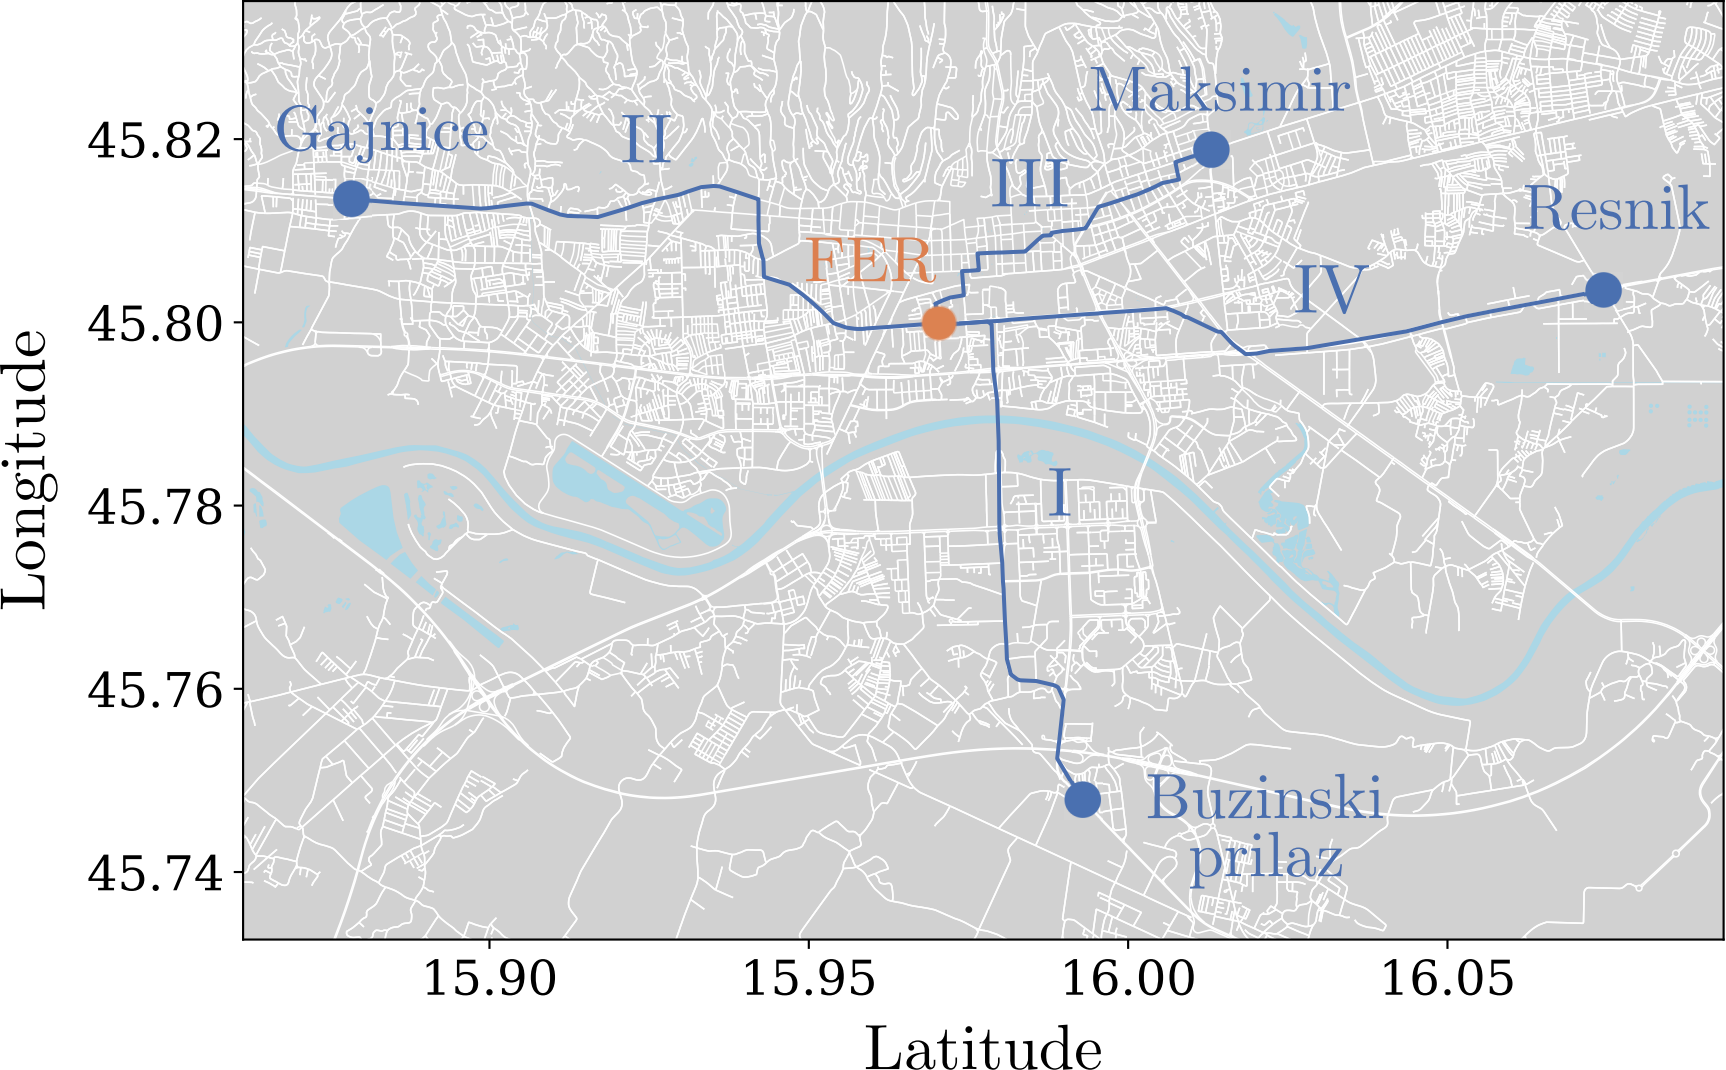 Maksimir
Gajnice
II
III
Resnik
FER
IV
I
Buzinski
prilaz
45.82
45.80
45.78
45.76
45.74
Longitude
15.90
15.95
16.00
16.05
Latitude